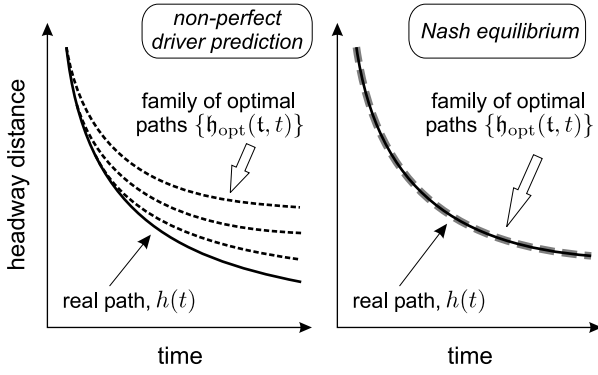 non-perfect
driver prediction
Nash equilibrium
headway distance
family of optimal
paths {𝔥opt(𝔱, t)}
real path, h(t)
time
family of optimal
paths {𝔥opt(𝔱, t)}
real path, h(t)
time